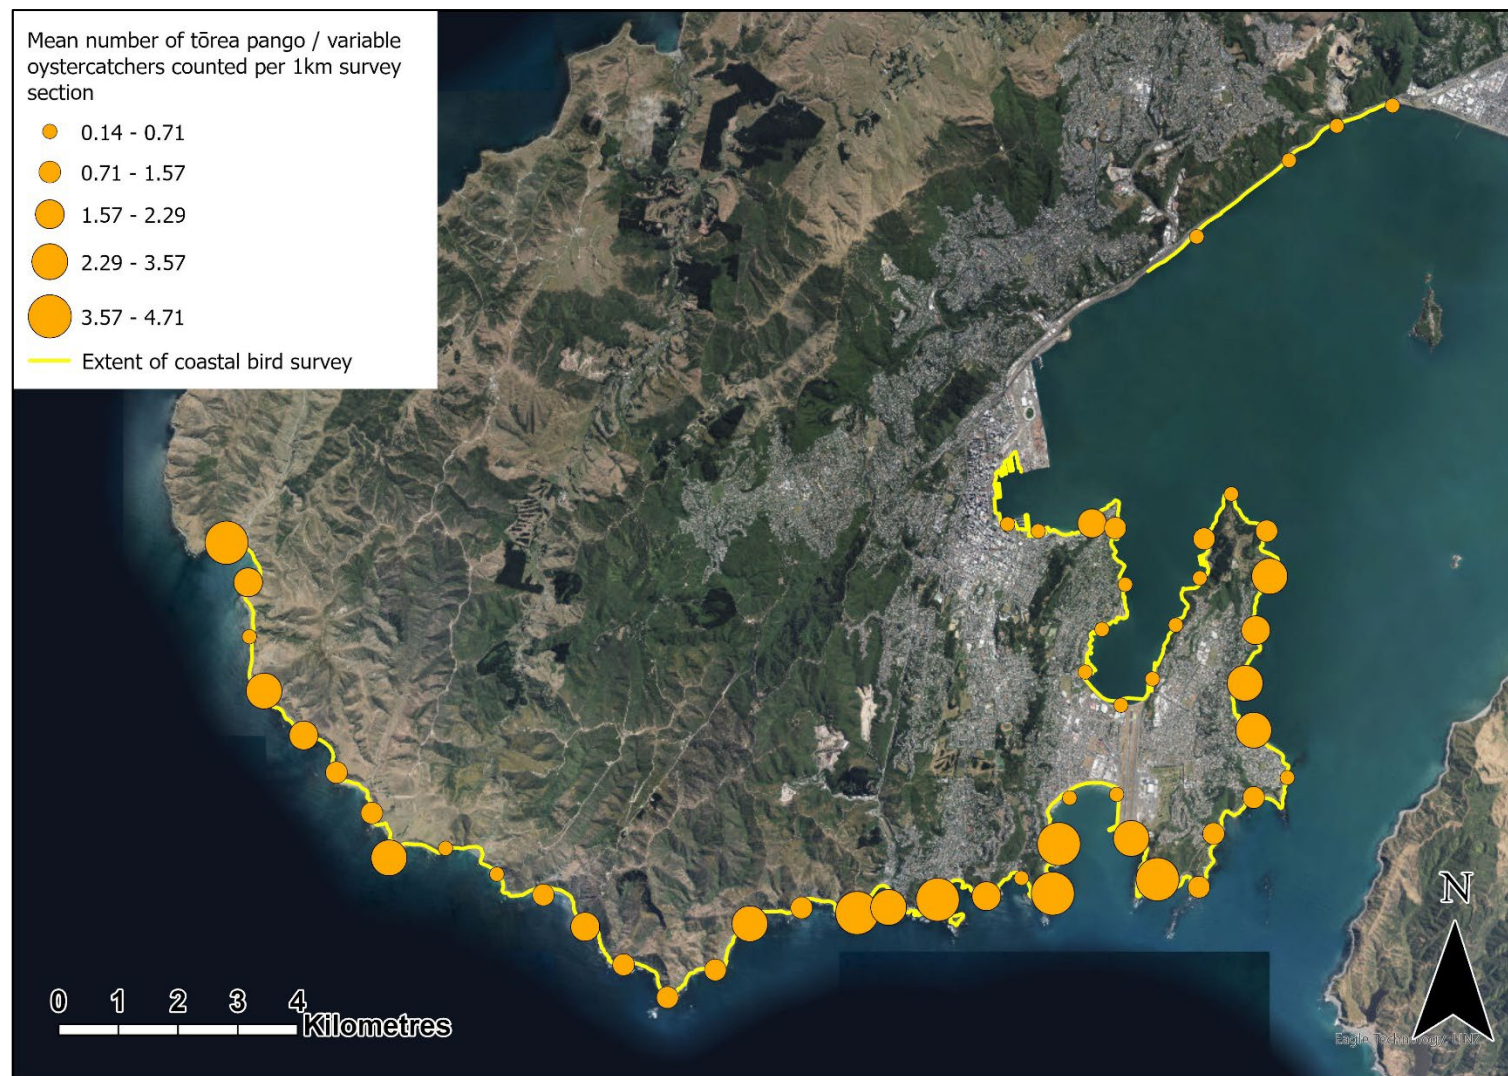 Mean number of tōrea pango / variable
oystercatchers counted per 1km survey
section
0.14 - 0.71
0.71 - 1.57
1.57 - 2.29
2.29 - 3.57
3.57 - 4.71
Extent of coastal bird survey
N
0 1 2 3 4
Kilometres
Eagle Technology, LINZ